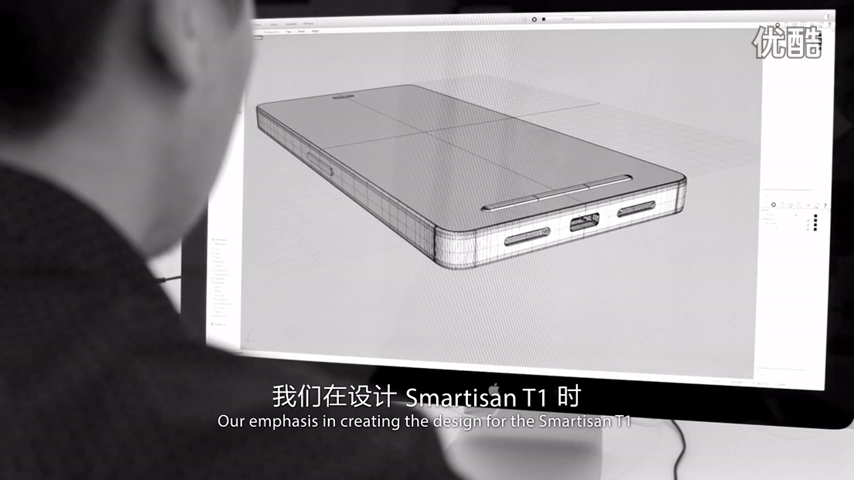 优酷
我们在设计 Smartisan T1 时
Our emphasis in creating the design for the Smartisan T1